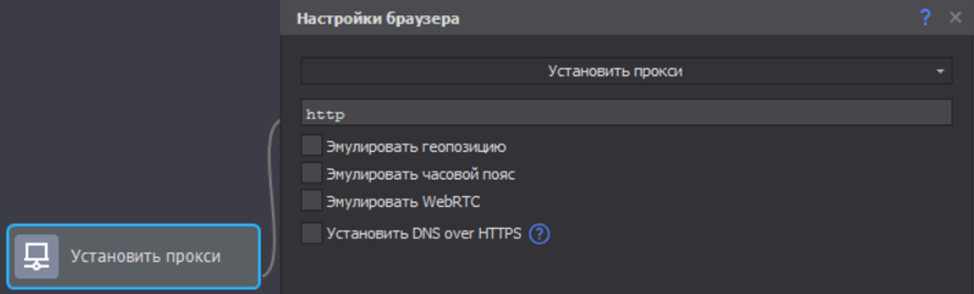 Настройки браузера
?
Установить прокси
http
Эмулировать геопозицию
Эмулировать часовой пояс
Эмулировать WebRTC
Установить DNS over HTTPS ?
Установить прокси